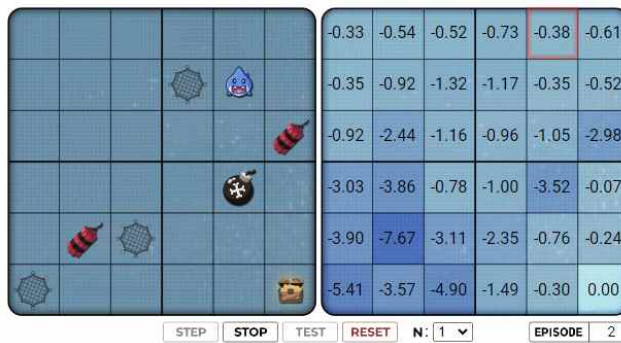 -0.33 -0.54 -0.52 -0.73 -0.38 -0.61
-0.35 -0.92 -1.32 -1.17 -0.35 -0.52
-0.92 -2.44 -1.16 -0.96 -1.05 -2.98
-3.03 -3.86 -0.78 -1.00 -3.52 -0.07
-3.90 -7.67 -3.11 -2.35 -0.76 -0.24
-5.41 -3.57 -4.90 -1.49 -0.30 0.00
STEP STOP TEST RESET N: 1 EPISODE 2